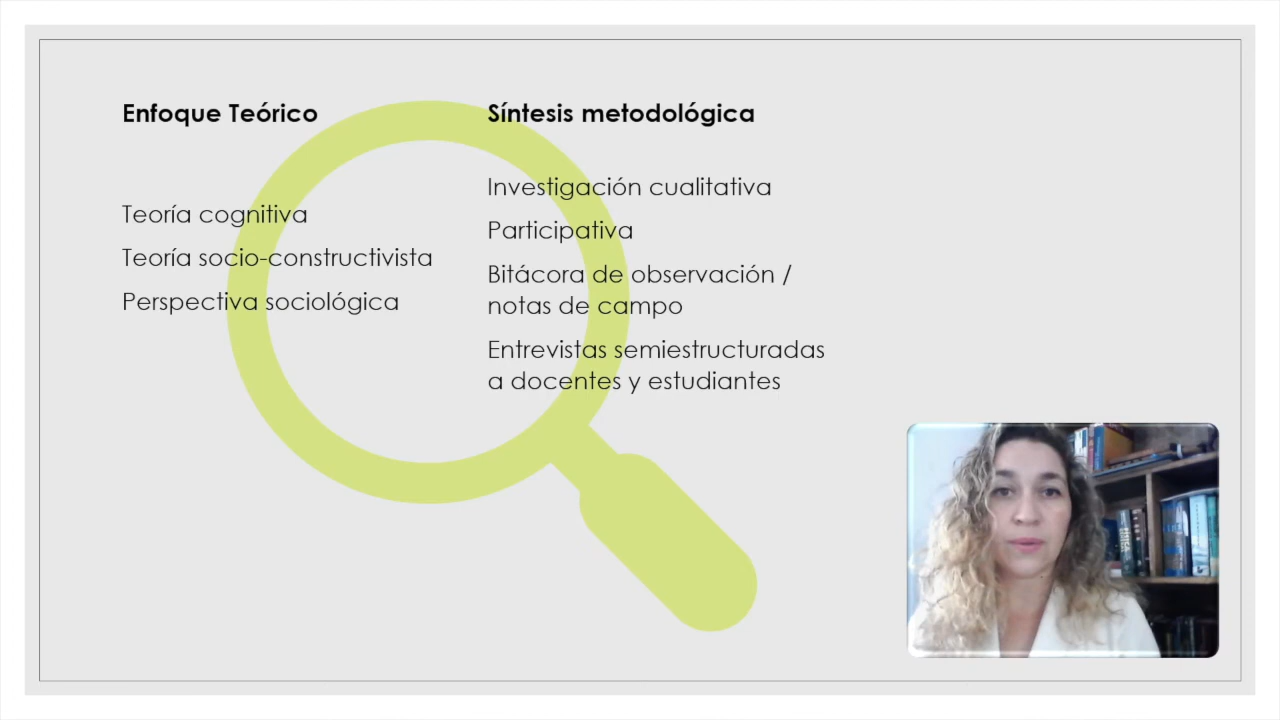 Enfoque Teórico
Teoría cognitiva
Teoría socio-constructivista
Perspectiva sociológica
Síntesis metodológica
Investigación cualitativa
Participativa
Bitácora de observación /
notas de campo
Entrevistas semiestructuradas
a docentes y estudiantes